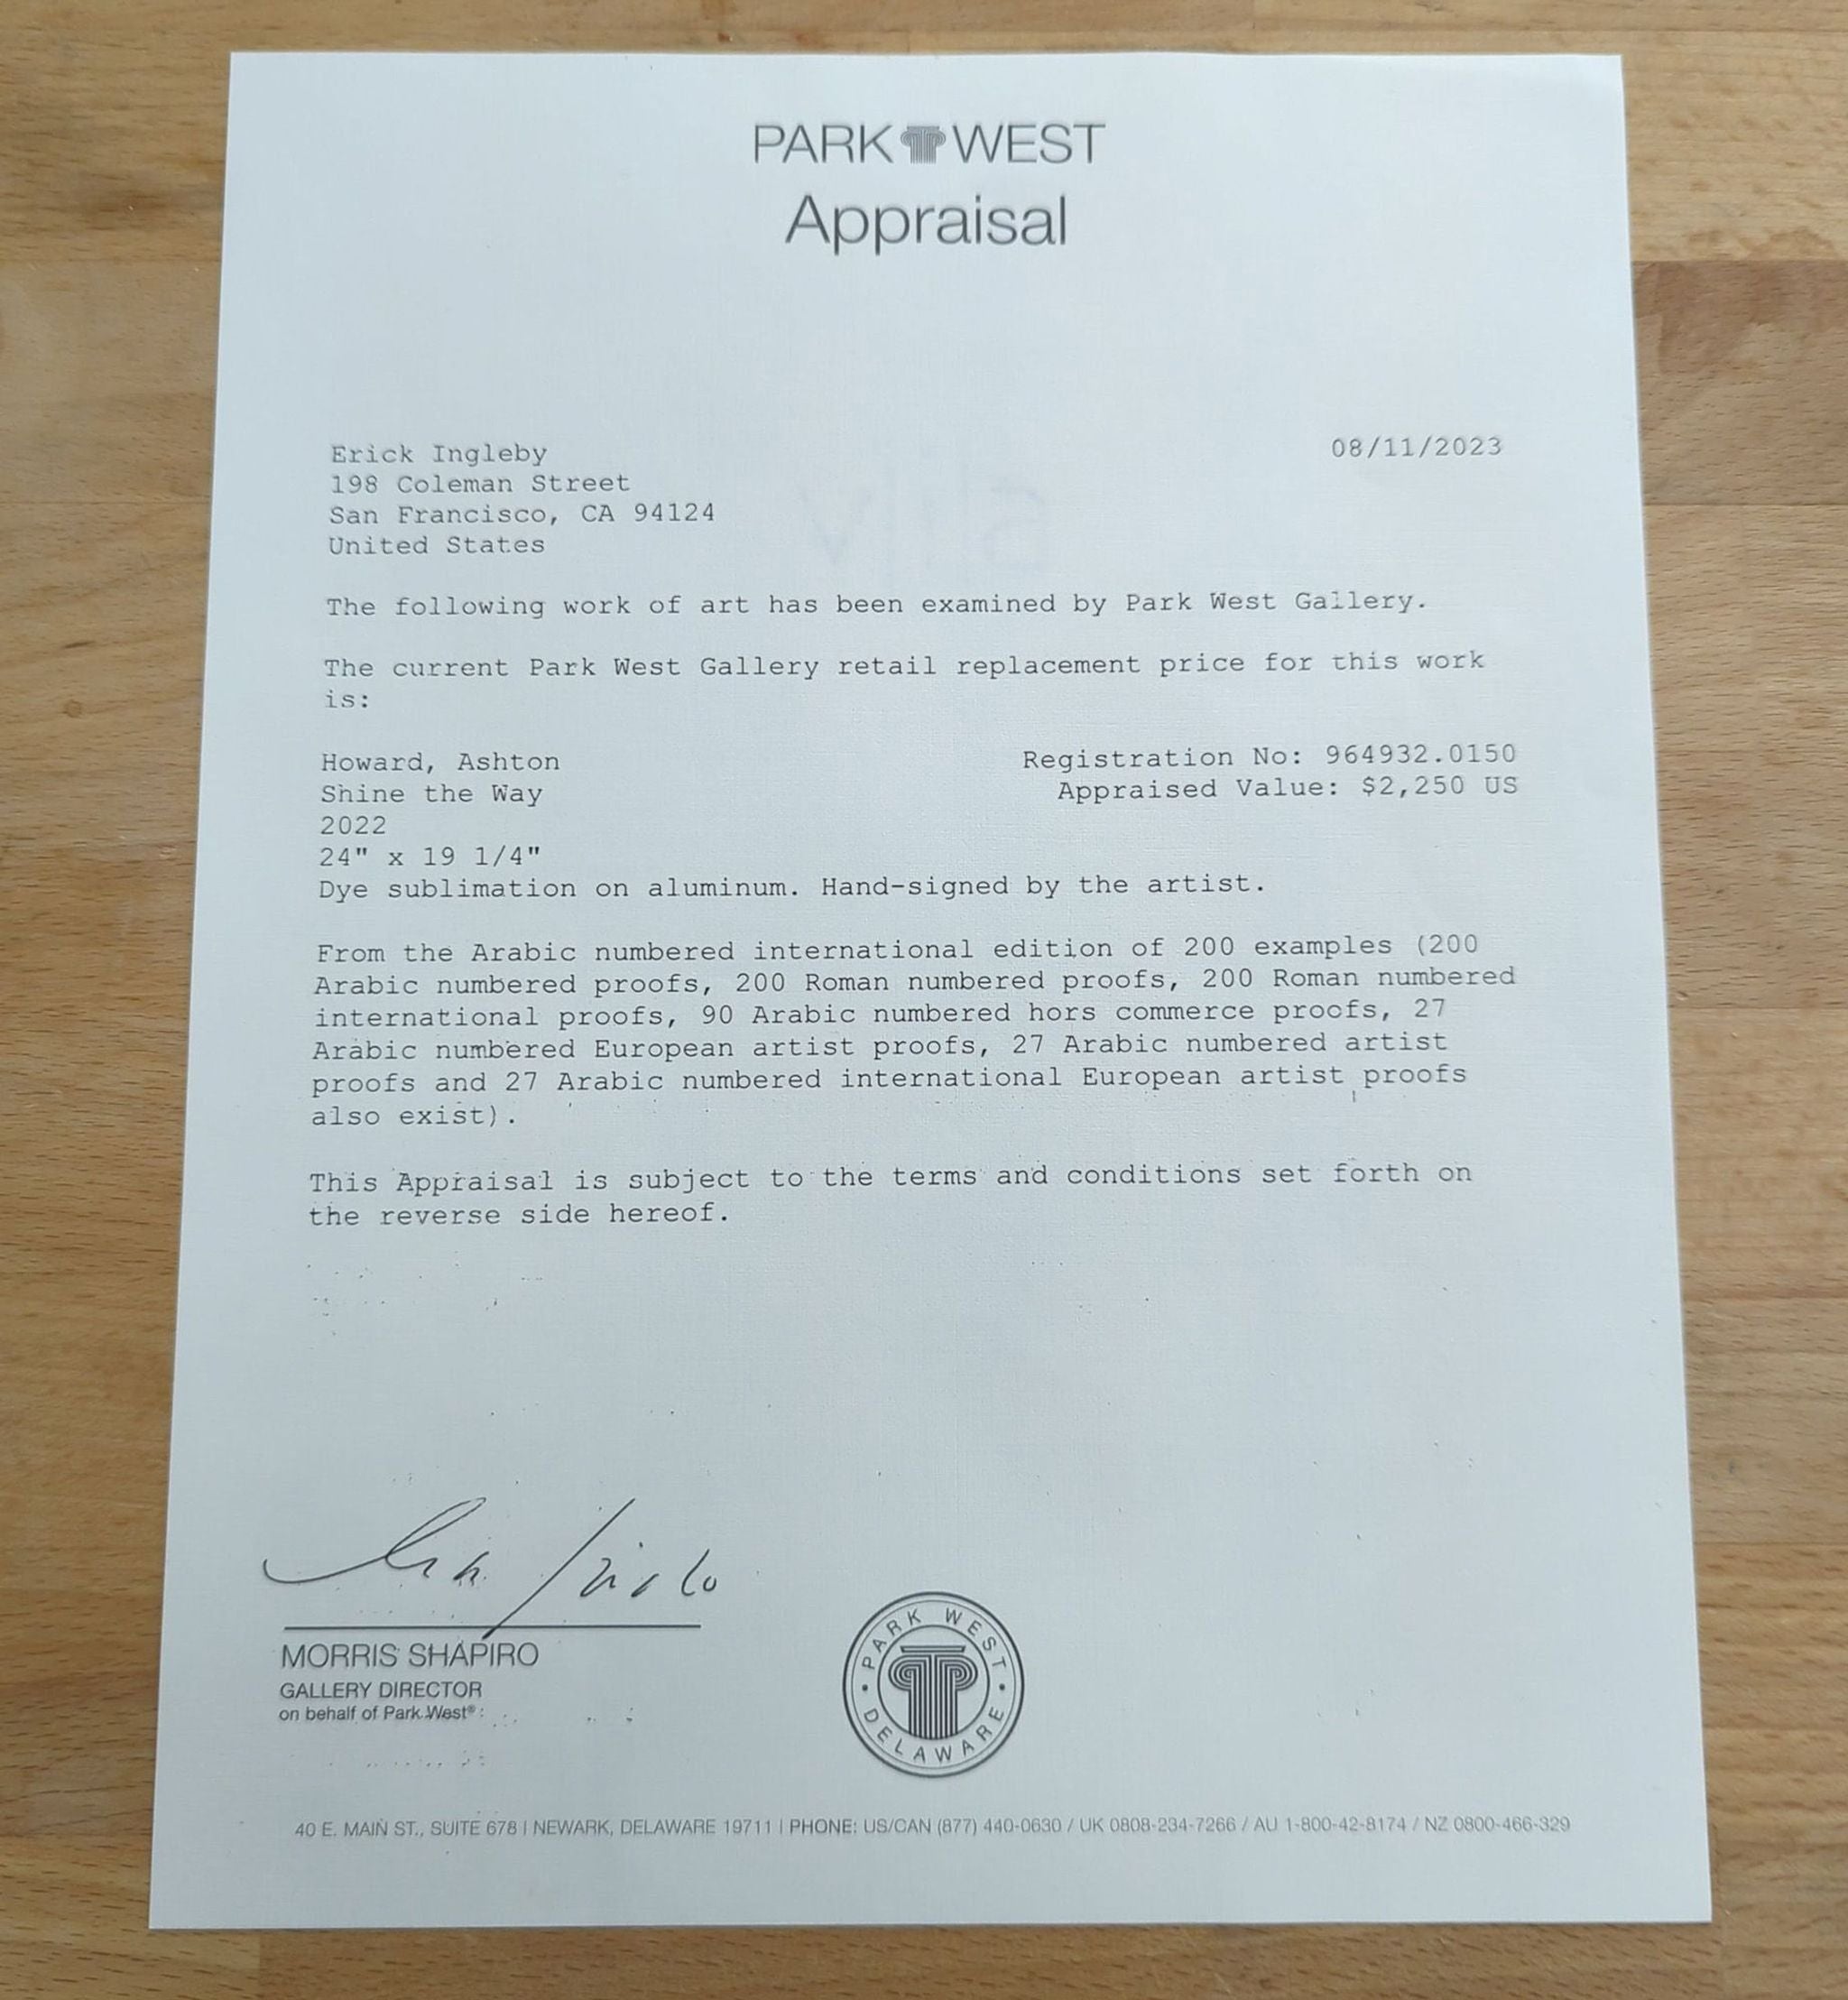 PARK WEST
Appraisal
Erick Ingleby
08/11/2023
198 Coleman Street
San Francisco, CA 94124
United States
The following work of art has been examined by Park West Gallery.
The current Park West Gallery retail replacement price for this work
is:
Howard, Ashton
Registration No: 964932.0150
Shine the Way
Appraised Value: $2,250 US
2022
24" x 19 1/4"
Dye sublimation on aluminum. Hand-signed by the artist.
From the Arabic numbered international edition of 200 examples (200
Arabic numbered proofs, 200 Roman numbered proofs, 200 Roman numbered
international proofs, 90 Arabic numbered hors commerce proofs, 27
Arabic numbered European artist proofs, 27 Arabic numbered artist
proofs and 27 Arabic numbered international European artist proofs
also exist).
This Appraisal is subject to the terms and conditions set forth on
the reverse side hereof.
MORRIS SHAPIRO
GALLERY DIRECTOR
on behalf of Park West®
PARK WEST
DELAWARE
40 E. MAIN ST., SUITE 678 | NEWARK, DELAWARE 19711 | PHONE: US/CAN (877) 440-0630 / UK 0808-234-7266 / AU 1-800-42-8174 / NZ 0800-466-329